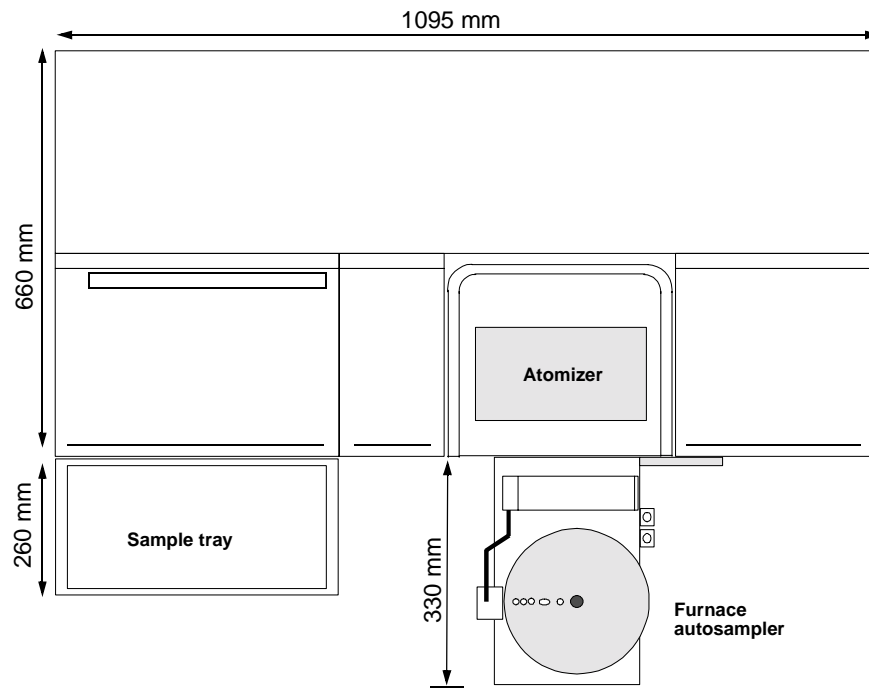 1095 mm
660 mm
Atomizer
260 mm
Sample tray
330 mm
Furnace
autosampler